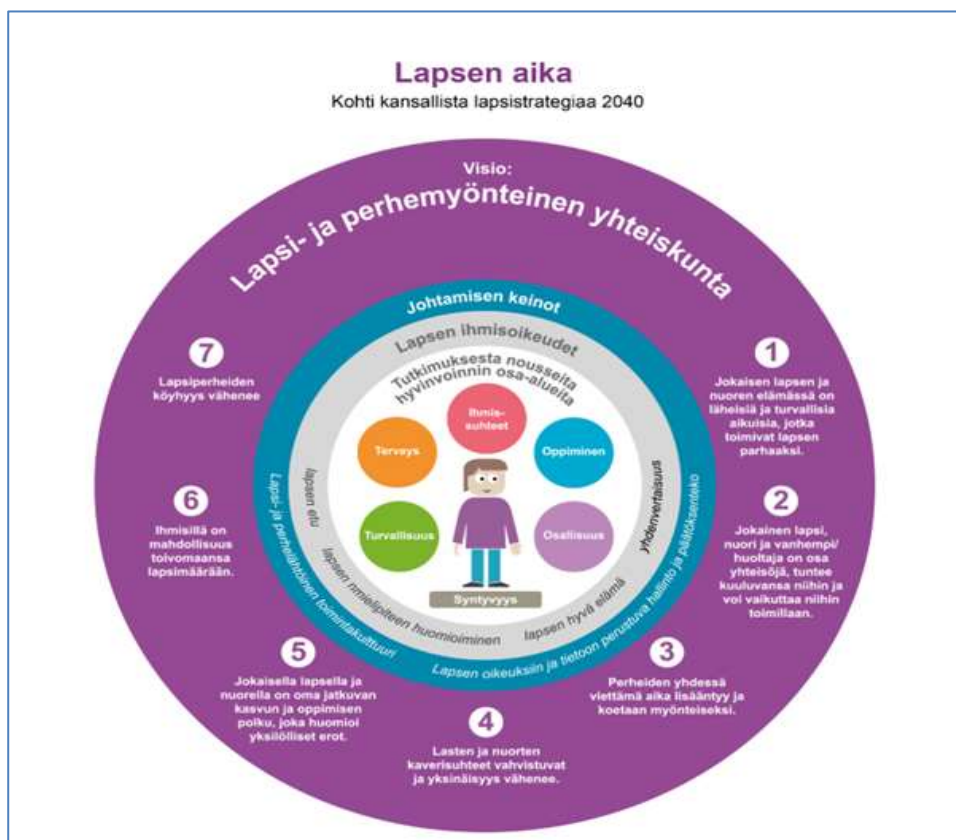 Lapsen aika
Kohti kansallista lapsistrategiaa 2040
Visio:
Lapsi- ja perhemyönteinen yhteiskunta
Johtamisen keinot
Lapsen ihmisoikeudet
Tutkimuksesta nousseita
hyvinvoinnin osa-alueita
Ihmis-
suhteet
Terveys
Oppiminen
Turvallisuus
Osallisuus
Syntyvyys
lapsen etu
yhdenvertaisuus
lapsen nmielipiteen huomioiminen
lapsen hyvä elämä
Lapsi- ja perhelähtöinen toimintakulttuuri
Lapsen oikeuksiin ja tietoon perustuva hallinto ja päätöksenteko
1
Jokaisen lapsen ja
nuoren elämässä on
läheisiä ja turvallisia
aikuisia, jotka
toimivat lapsen
parhaaksi.
2
Jokainen lapsi,
nuori ja vanhempi/
huoltaja on osa
yhteisöjä, tuntee
kuuluvansa niihin ja
voi vaikuttaa niihin
toimillaan.
3
Perheiden yhdessä
viettämä aika lisääntyy ja
koetaan myönteiseksi.
4
Lasten ja nuorten
kaverisuhteet vahvistuvat
ja yksinäisyys vähenee.
5
Jokaisella lapsella ja
nuorella on oma jatkuvan
kasvun ja oppimisen
polku, joka huomioi
yksilölliset erot.
6
Ihmisillä on
mahdollisuus
toivomaansa
lapsimäärään.
7
Lapsiperheiden
köyhyys vähenee